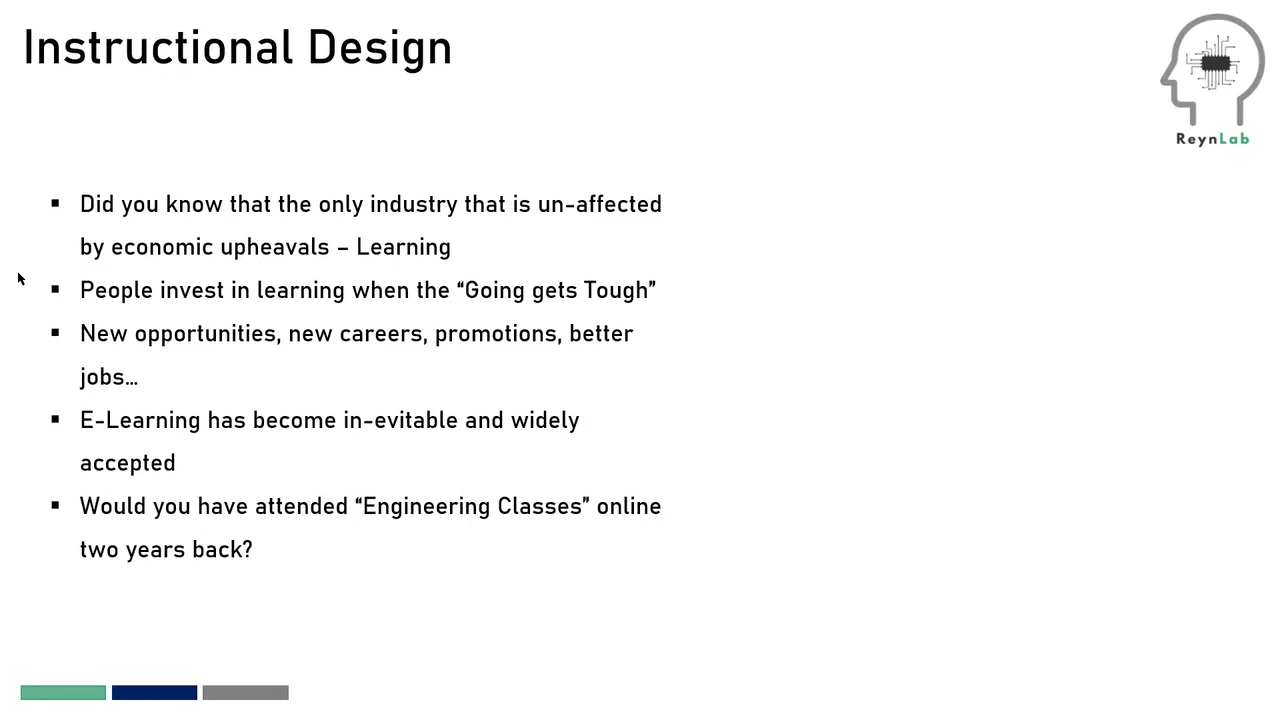 Instructional Design
ReynLab
▪ Did you know that the only industry that is un-affected
by economic upheavals – Learning
▪ People invest in learning when the “Going gets Tough”
▪ New opportunities, new careers, promotions, better
jobs…
▪ E-Learning has become in-evitable and widely
accepted
▪ Would you have attended “Engineering Classes” online
two years back?